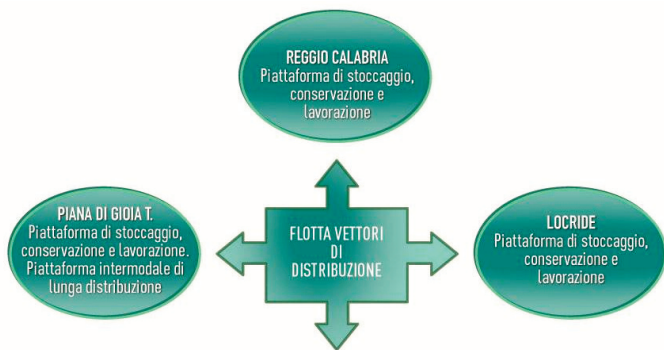 REGGIO CALABRIA
Piattaforma di stoccaggio,
conservazione e
lavorazione
PIANA DI GIOIA T.
Piattaforma di stoccaggio,
conservazione e lavorazione.
Piattaforma intermodale di
lunga distribuzione
FLOTTA VETTORI
DI
DISTRIBUZIONE
LOCRIDE
Piattaforma di stoccaggio,
conservazione e
lavorazione